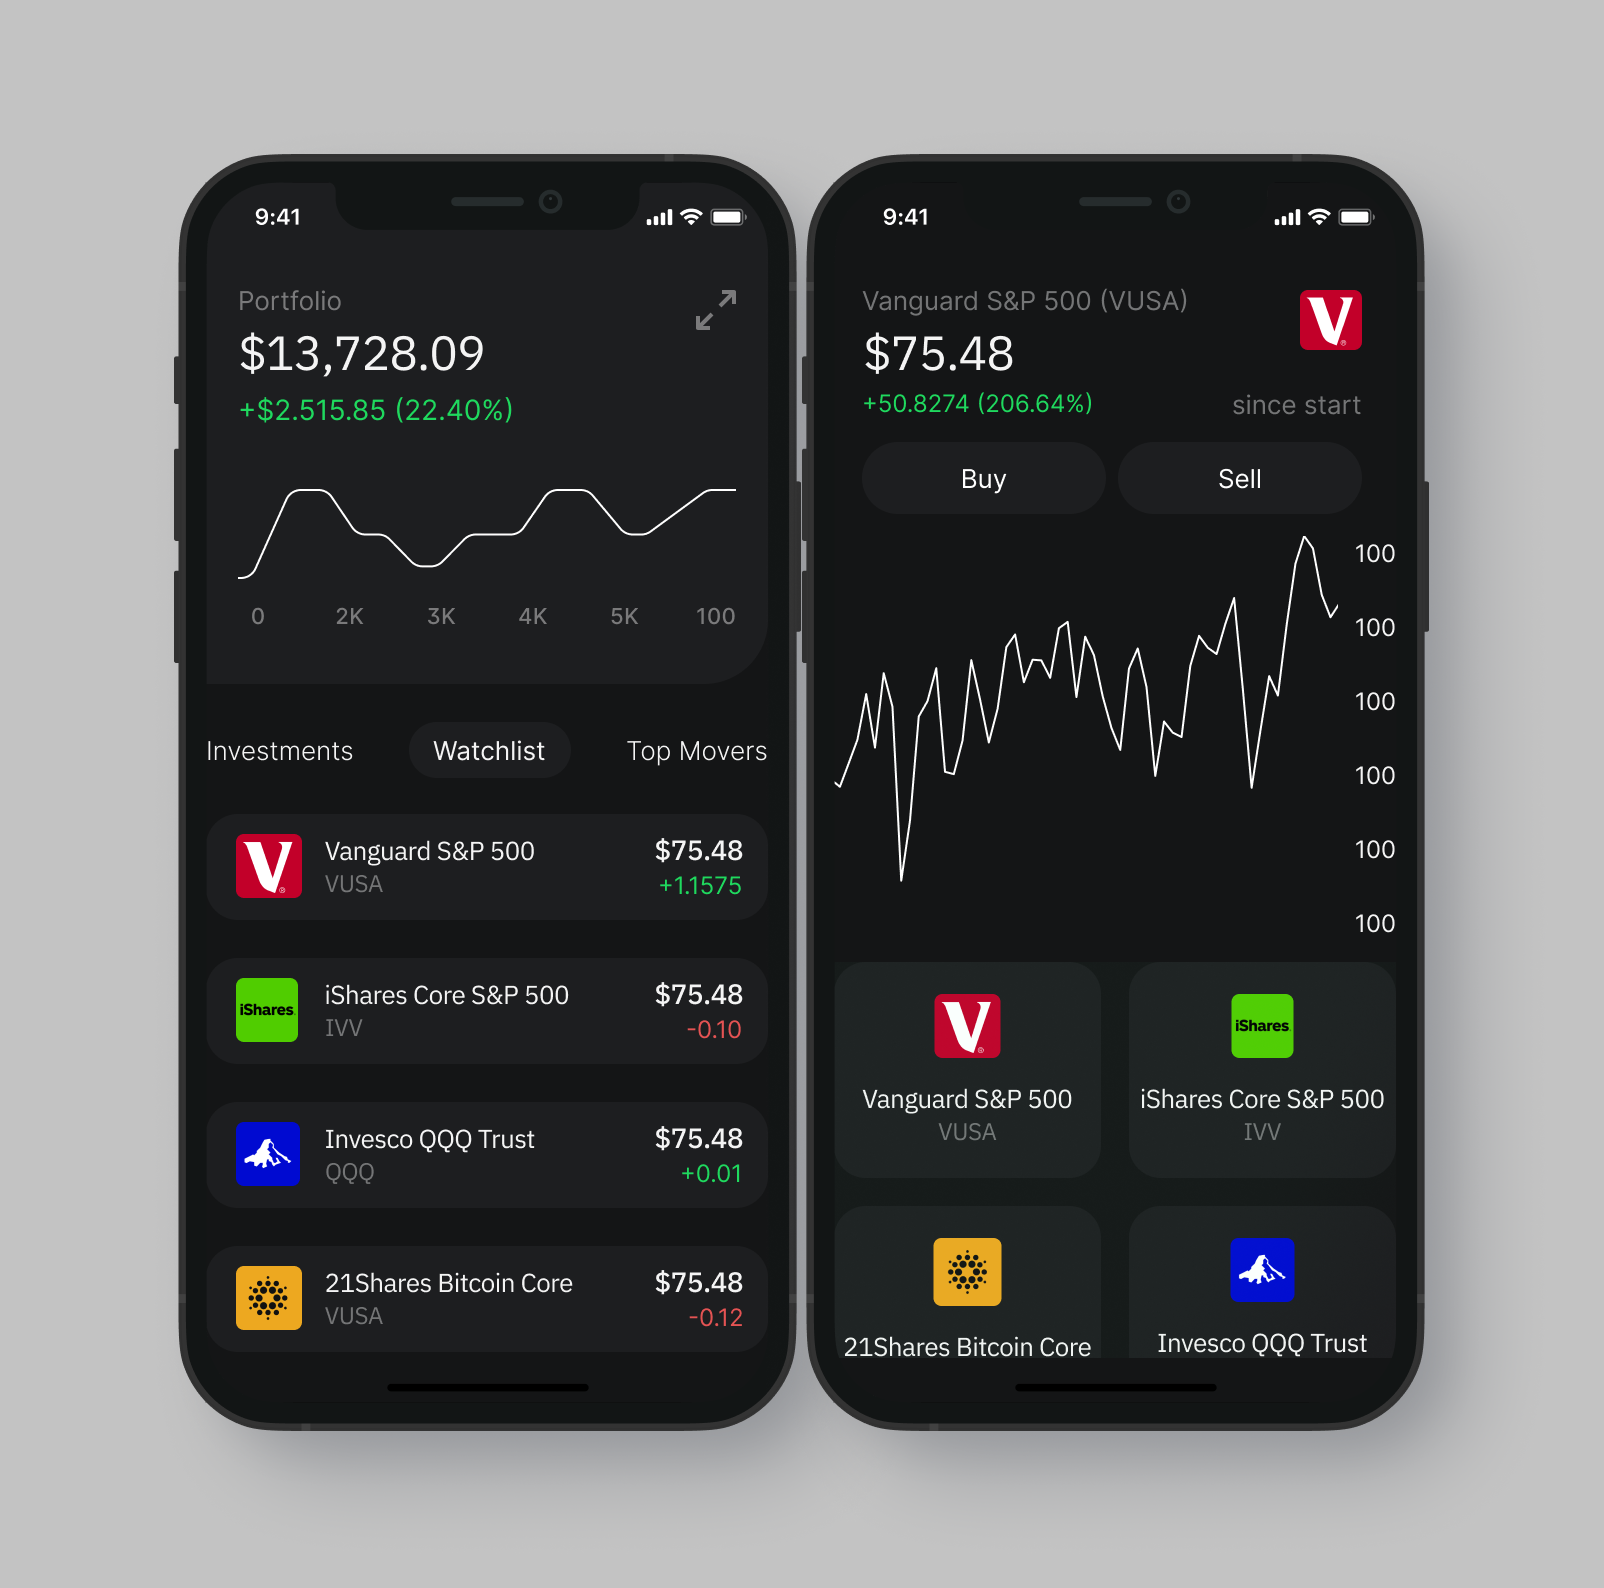 9:41
Portfolio
$13,728.09
+$2.515.85 (22.40%)
0 2K 3K 4K 5K 100
Investments Watchlist Top Movers
V®
Vanguard S&P 500 $75.48
VUSA +1.1575
iShares.
iShares Core S&P 500 $75.48
IVV -0.10
Invesco QQQ Trust $75.48
QQQ +0.01
21Shares Bitcoin Core $75.48
VUSA -0.12
9:41
Vanguard S&P 500 (VUSA)
V®
$75.48
+50.8274 (206.64%) since start
Buy Sell
100
100
100
100
100
100
V®
iShares.
Vanguard S&P 500
VUSA
iShares Core S&P 500
IVV
21Shares Bitcoin Core
Invesco QQQ Trust